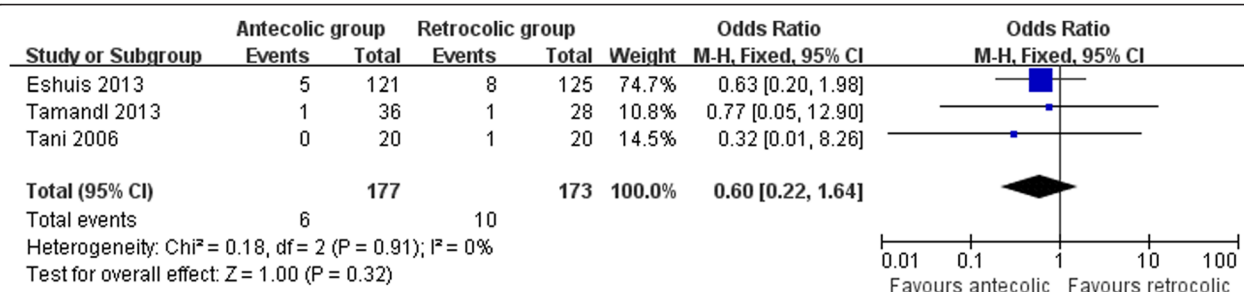 Antecolic group Retrocolic group Odds Ratio Odds Ratio
Study or Subgroup Events Total Events Total Weight M-H, Fixed, 95% CI M-H, Fixed, 95% CI
Eshuis 2013 5 121 8 125 74.7% 0.63 [0.20, 1.98]
Tamandl 2013 1 36 1 28 10.8% 0.77 [0.05, 12.90]
Tani 2006 0 20 1 20 14.5% 0.32 [0.01, 8.26]
Total (95% CI) 177 173 100.0% 0.60 [0.22, 1.64]
Total events 6 10
Heterogeneity: Chi² = 0.18, df = 2 (P = 0.91); I² = 0%
Test for overall effect: Z = 1.00 (P = 0.32)
0.01 0.1 1 10 100
Favours antecolic Favours retrocolic